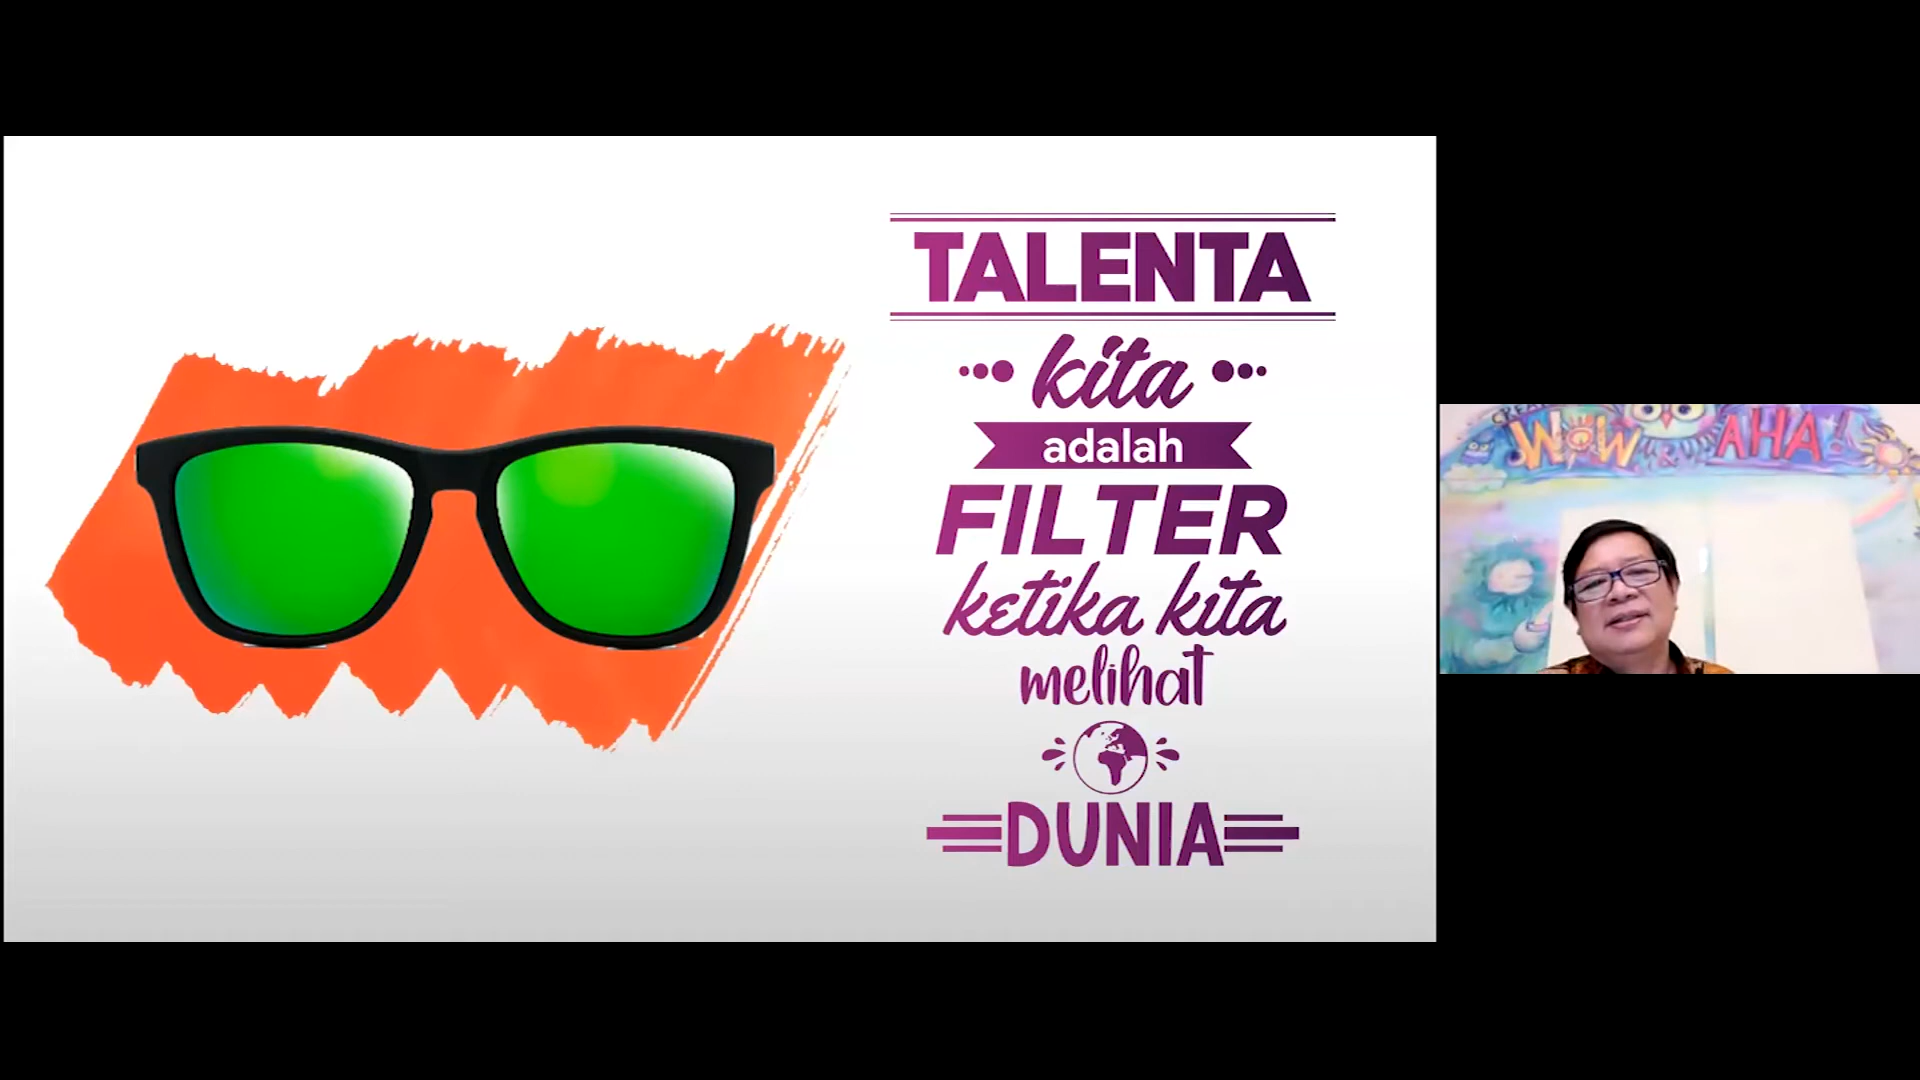 TALENTA
kita
adalah
FILTER
ketika kita
melihat
DUNIA
WOW & AHA!